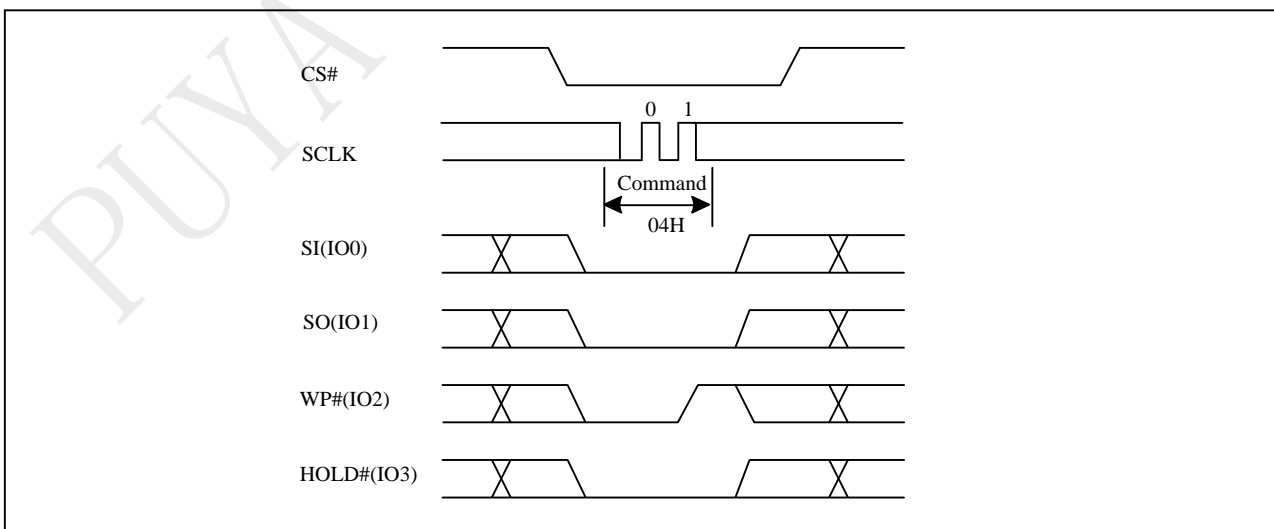 PUYA
CS#
0 1
SCLK
Command
04H
SI(IO0)
SO(IO1)
WP#(IO2)
HOLD#(IO3)